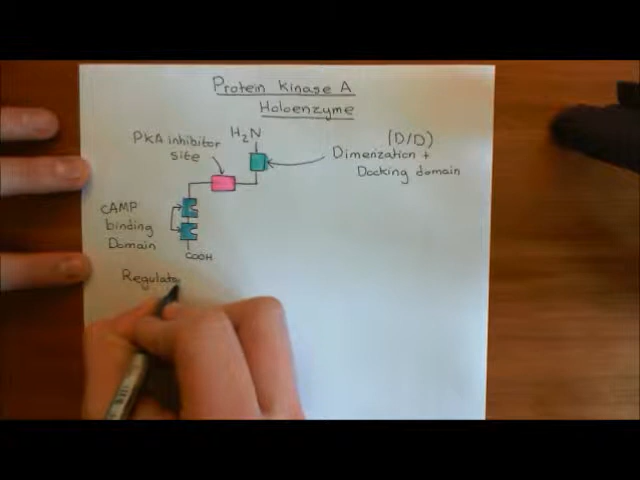 Protein Kinase A
Holoenzyme
H2N
PKA inhibitor
site
(D/D)
Dimerization +
Docking domain
cAMP
binding
Domain
COOH
Regulato